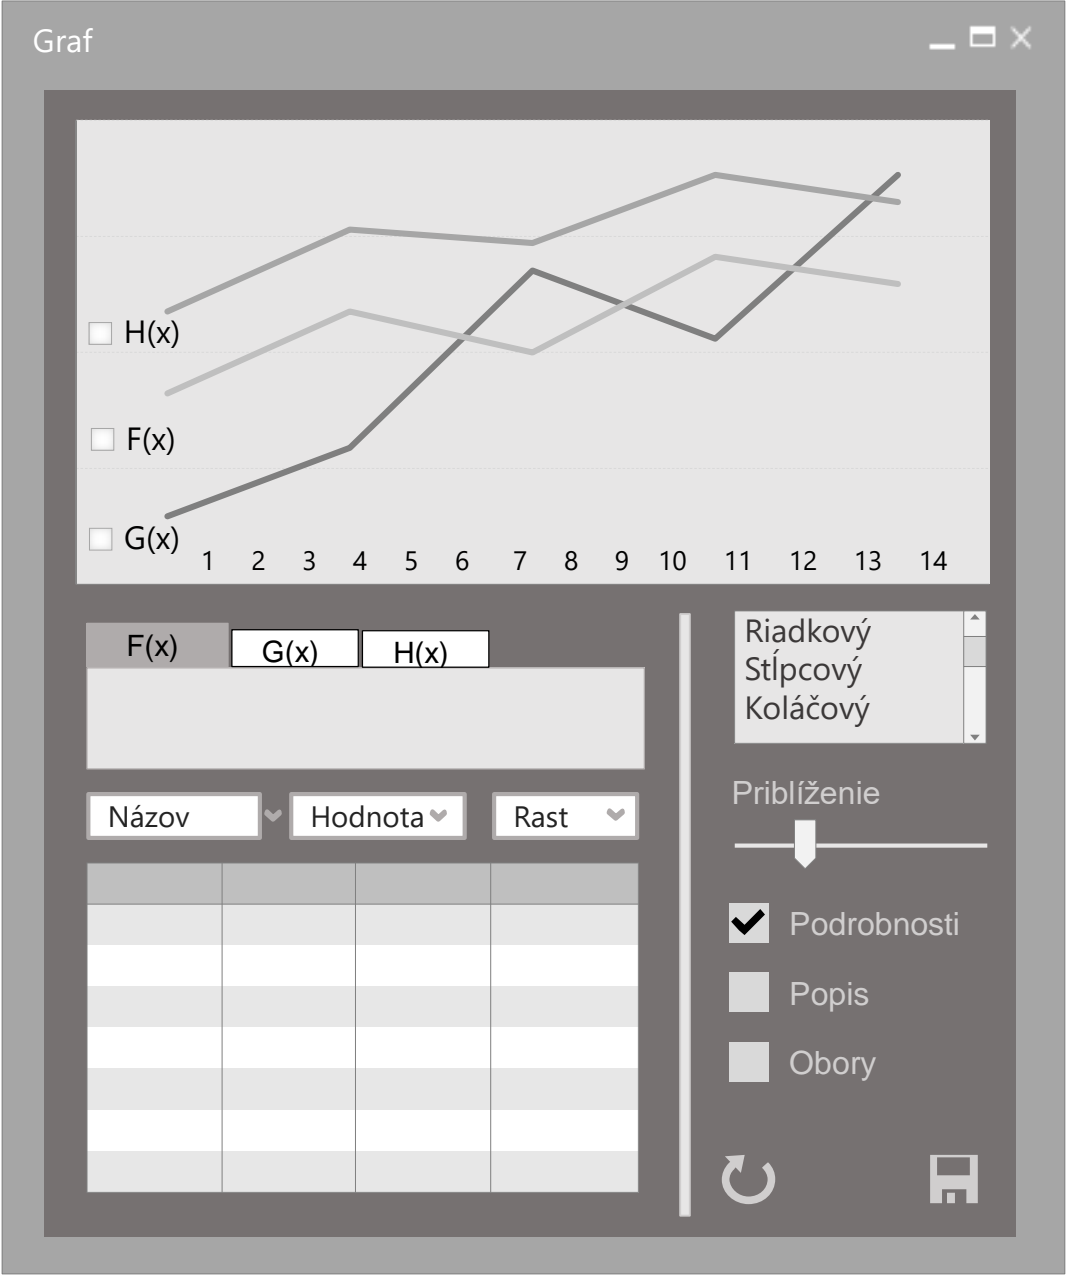 Graf
H(x)
F(x)
G(x)
1 2 3 4 5 6 7 8 9 10 11 12 13 14
F(x) G(x) H(x)
Názov Hodnota Rast
Riadkový
Stĺpcový
Koláčový
Priblíženie
Podrobnosti
Popis
Obory